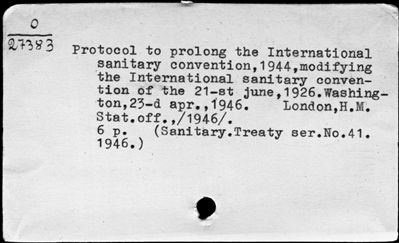 0
27383
Protocol to prolong the International
sanitary convention,1944,modifying
the International sanitary conven-
tion of the 21-st june,1926.Washing-
ton,23-d apr.,1946. London,H.M.
Stat.off.,/1946/.
6 p. (Sanitary.Treaty ser.No.41.
1946.)